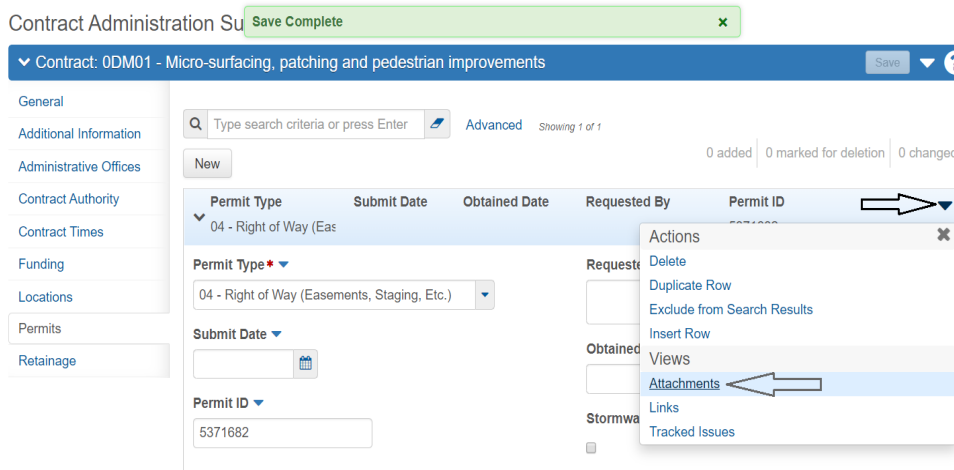 Contract Administration Su
Save Complete
Contract: 0DM01 - Micro-surfacing, patching and pedestrian improvements
Save
?
General
Additional Information
Administrative Offices
Contract Authority
Contract Times
Funding
Locations
Permits
Retainage
Type search criteria or press Enter
Advanced
Showing 1 of 1
New
0 added
0 marked for deletion
0 changed
Permit Type Submit Date Obtained Date Requested By Permit ID
04 - Right of Way (Eas
Permit Type*
04 - Right of Way (Easements, Staging, Etc.)
Submit Date
Permit ID
5371682
Requeste
Obtained
Stormwa
Actions
Delete
Duplicate Row
Exclude from Search Results
Insert Row
Views
Attachments
Links
Tracked Issues